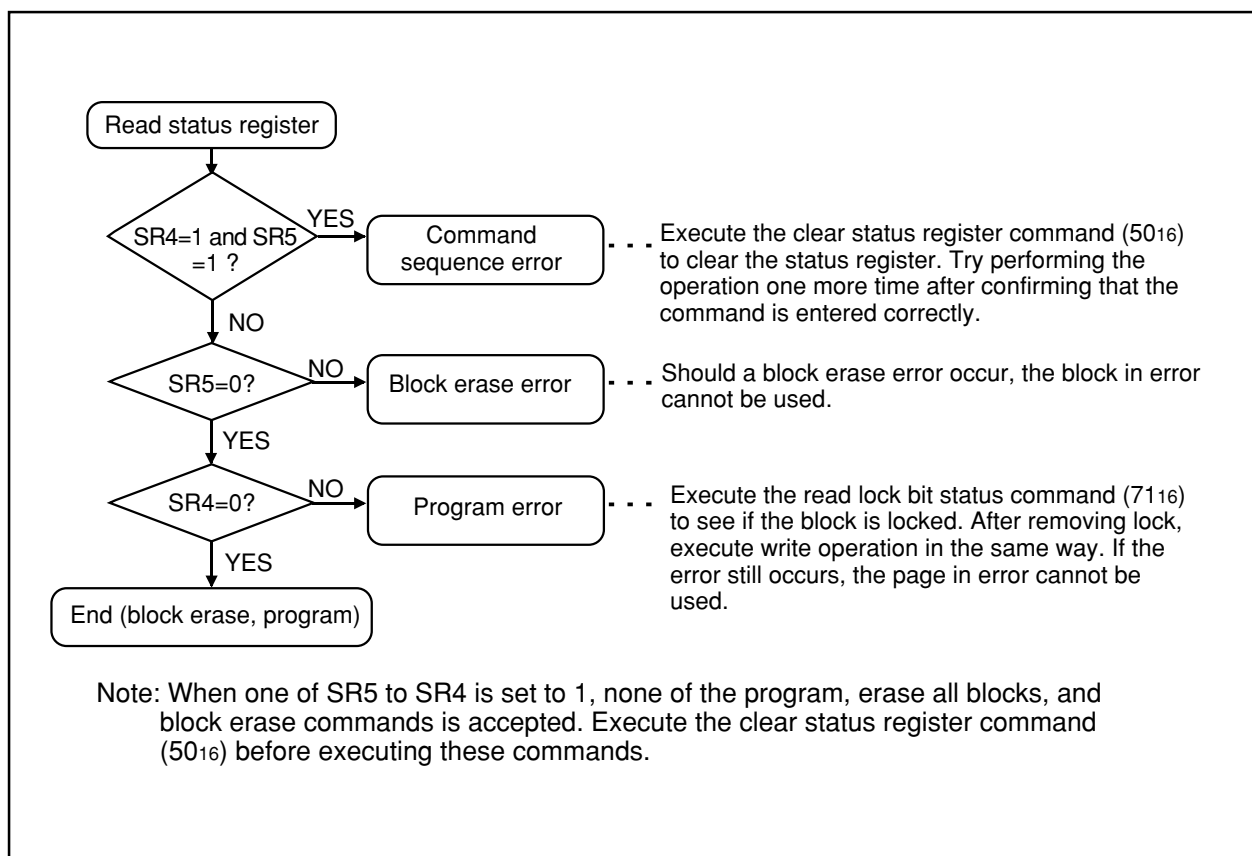 Read status register
SR4=1 and SR5
=1 ?
YES
Command
sequence error
Execute the clear status register command (5016)
to clear the status register. Try performing the
operation one more time after confirming that the
command is entered correctly.
NO
SR5=0?
NO
Block erase error
Should a block erase error occur, the block in error
cannot be used.
YES
SR4=0?
NO
Program error
Execute the read lock bit status command (7116)
to see if the block is locked. After removing lock,
execute write operation in the same way. If the
error still occurs, the page in error cannot be
used.
YES
End (block erase, program)
Note: When one of SR5 to SR4 is set to 1, none of the program, erase all blocks, and
block erase commands is accepted. Execute the clear status register command
(5016) before executing these commands.